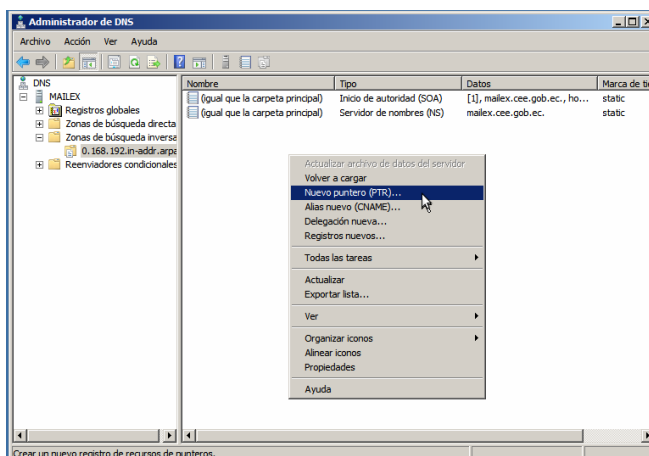 Administrador de DNS
Archivo Acción Ver Ayuda
DNS
MAILEX
Registros globales
Zonas de búsqueda directa
Zonas de búsqueda inversa
0.168.192.in-addr.arpa
Reenviadores condicionales
Nombre Tipo Datos Marca de tie
(igual que la carpeta principal) Inicio de autoridad (SOA) [1], mailex.cee.gob.ec., ho... static
(igual que la carpeta principal) Servidor de nombres (NS) mailex.cee.gob.ec. static
Actualizar archivo de datos del servidor
Volver a cargar
Nuevo puntero (PTR)...
Alias nuevo (CNAME)...
Delegación nueva...
Registros nuevos...
Todas las tareas
Actualizar
Exportar lista...
Ver
Organizar iconos
Alinear iconos
Propiedades
Ayuda
Crear un nuevo registro de recursos de punteros.